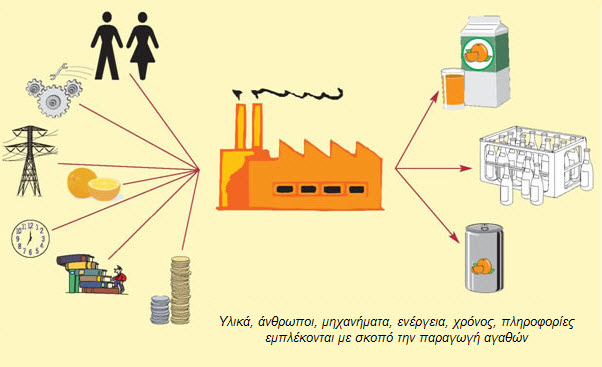 Υλικά, άνθρωποι, μηχανήματα, ενέργεια, χρόνος, πληροφορίες
εμπλέκονται με σκοπό την παραγωγή αγαθών